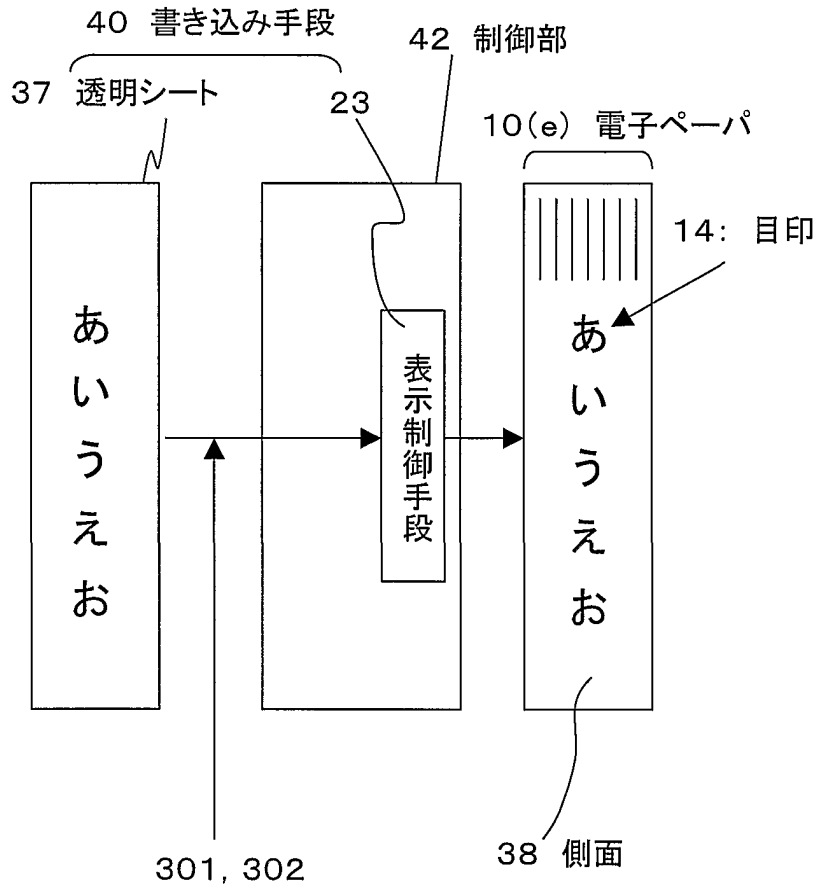 40 書き込み手段
42 制御部
37 透明シート
23
10(e) 電子ペーパ
14: 目印
あいうえお
表示制御手段
あいうえお
301, 302
38 側面